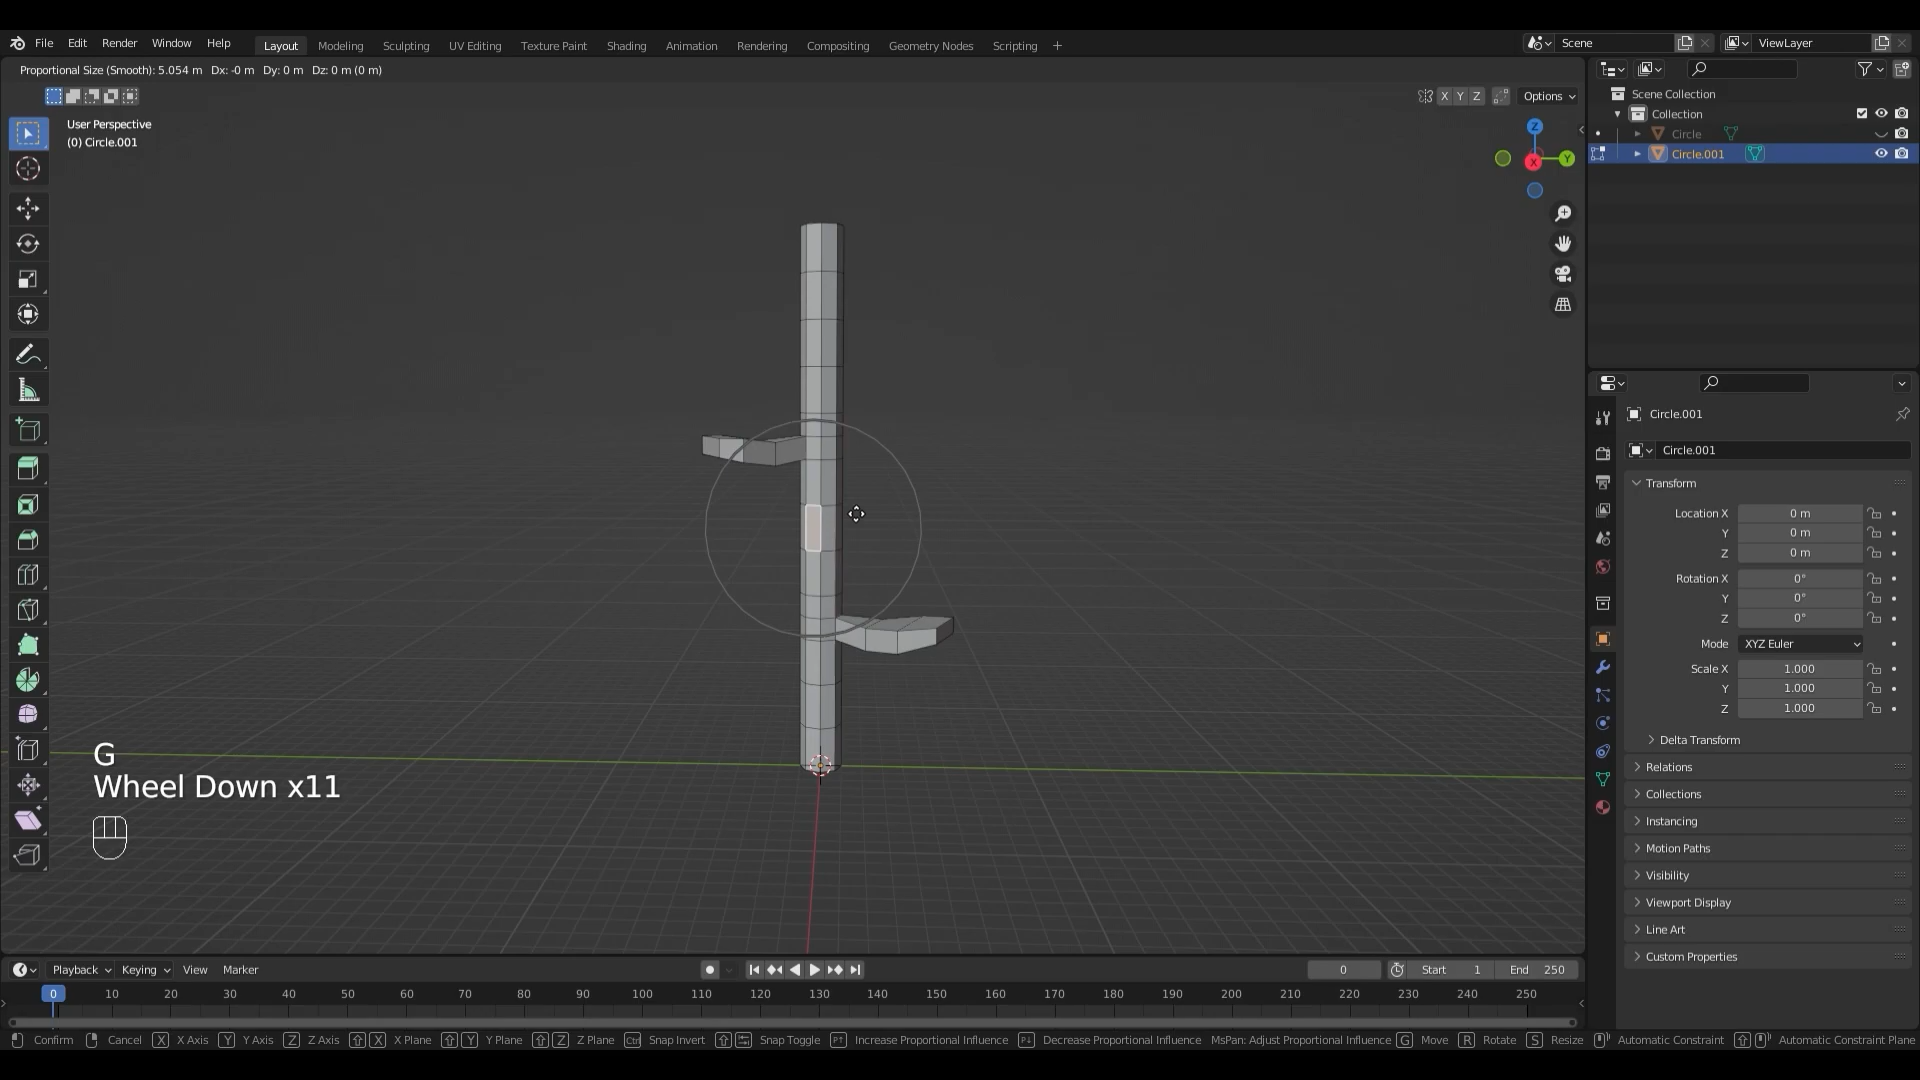 File Edit Render Window Help Layout Modeling Sculpting UV Editing Texture Paint Shading Animation Rendering Compositing Geometry Nodes Scripting + Scene ViewLayer
Proportional Size (Smooth): 5.054 m Dx: -0 m Dy: 0 m Dz: 0 m (0 m)
X Y Z Options
User Perspective
(0) Circle.001
Z
Y
X
Scene Collection
Collection
Circle
Circle.001
Circle.001
Circle.001
Transform
Location X 0 m
Y 0 m
Z 0 m
Rotation X 0°
Y 0°
Z 0°
Mode XYZ Euler
Scale X 1.000
Y 1.000
Z 1.000
Delta Transform
Relations
Collections
Instancing
Motion Paths
Visibility
Viewport Display
Line Art
Custom Properties
G
Wheel Down x11
Playback Keying View Marker 0 Start 1 End 250
0 10 20 30 40 50 60 70 80 90 100 110 120 130 140 150 160 170 180 190 200 210 220 230 240 250
Confirm Cancel X X Axis Y Y Axis Z Z Axis X X Plane Y Y Plane Z Z Plane Ctrl Snap Invert Snap Toggle Increase Proportional Influence Decrease Proportional Influence MsPan: Adjust Proportional Influence G Move R Rotate S Resize Automatic Constraint Automatic Constraint Plane